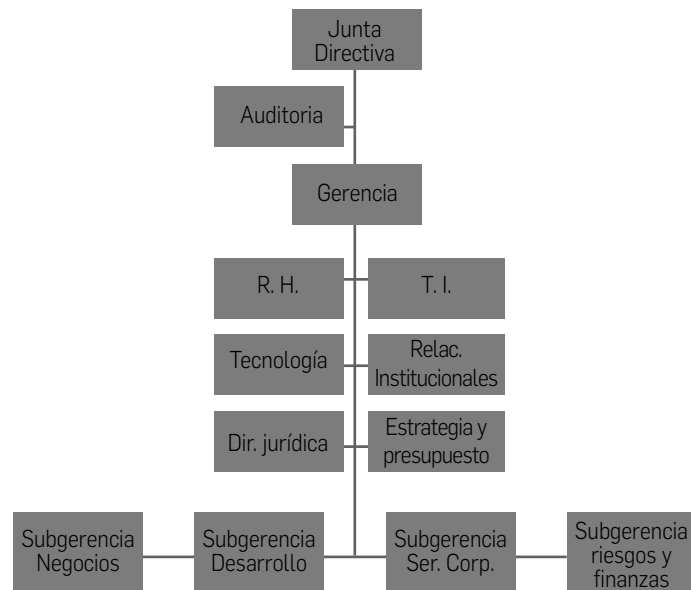 Junta
Directiva
Auditoria
Gerencia
R. H.
T. I.
Tecnología
Relac.
Institucionales
Dir. jurídica
Estrategia y
presupuesto
Subgerencia
Negocios
Subgerencia
Desarrollo
Subgerencia
Ser. Corp.
Subgerencia
riesgos y
finanzas